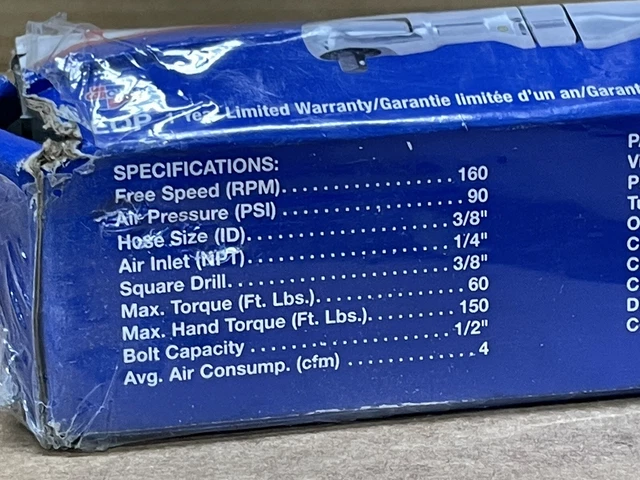 Year Limited Warranty/Garantie limitée d'un an/Garant
SPECIFICATIONS:
Free Speed (RPM)..........................160
Air Pressure (PSI)..........................90
Hose Size (ID)..........................3/8"
Air Inlet (NPT)..........................1/4"
Square Drill..........................3/8"
Max. Torque (Ft. Lbs.)....................60
Max. Hand Torque (Ft. Lbs.)..............150
Bolt Capacity..........................1/2"
Avg. Air Consump. (cfm)..................4